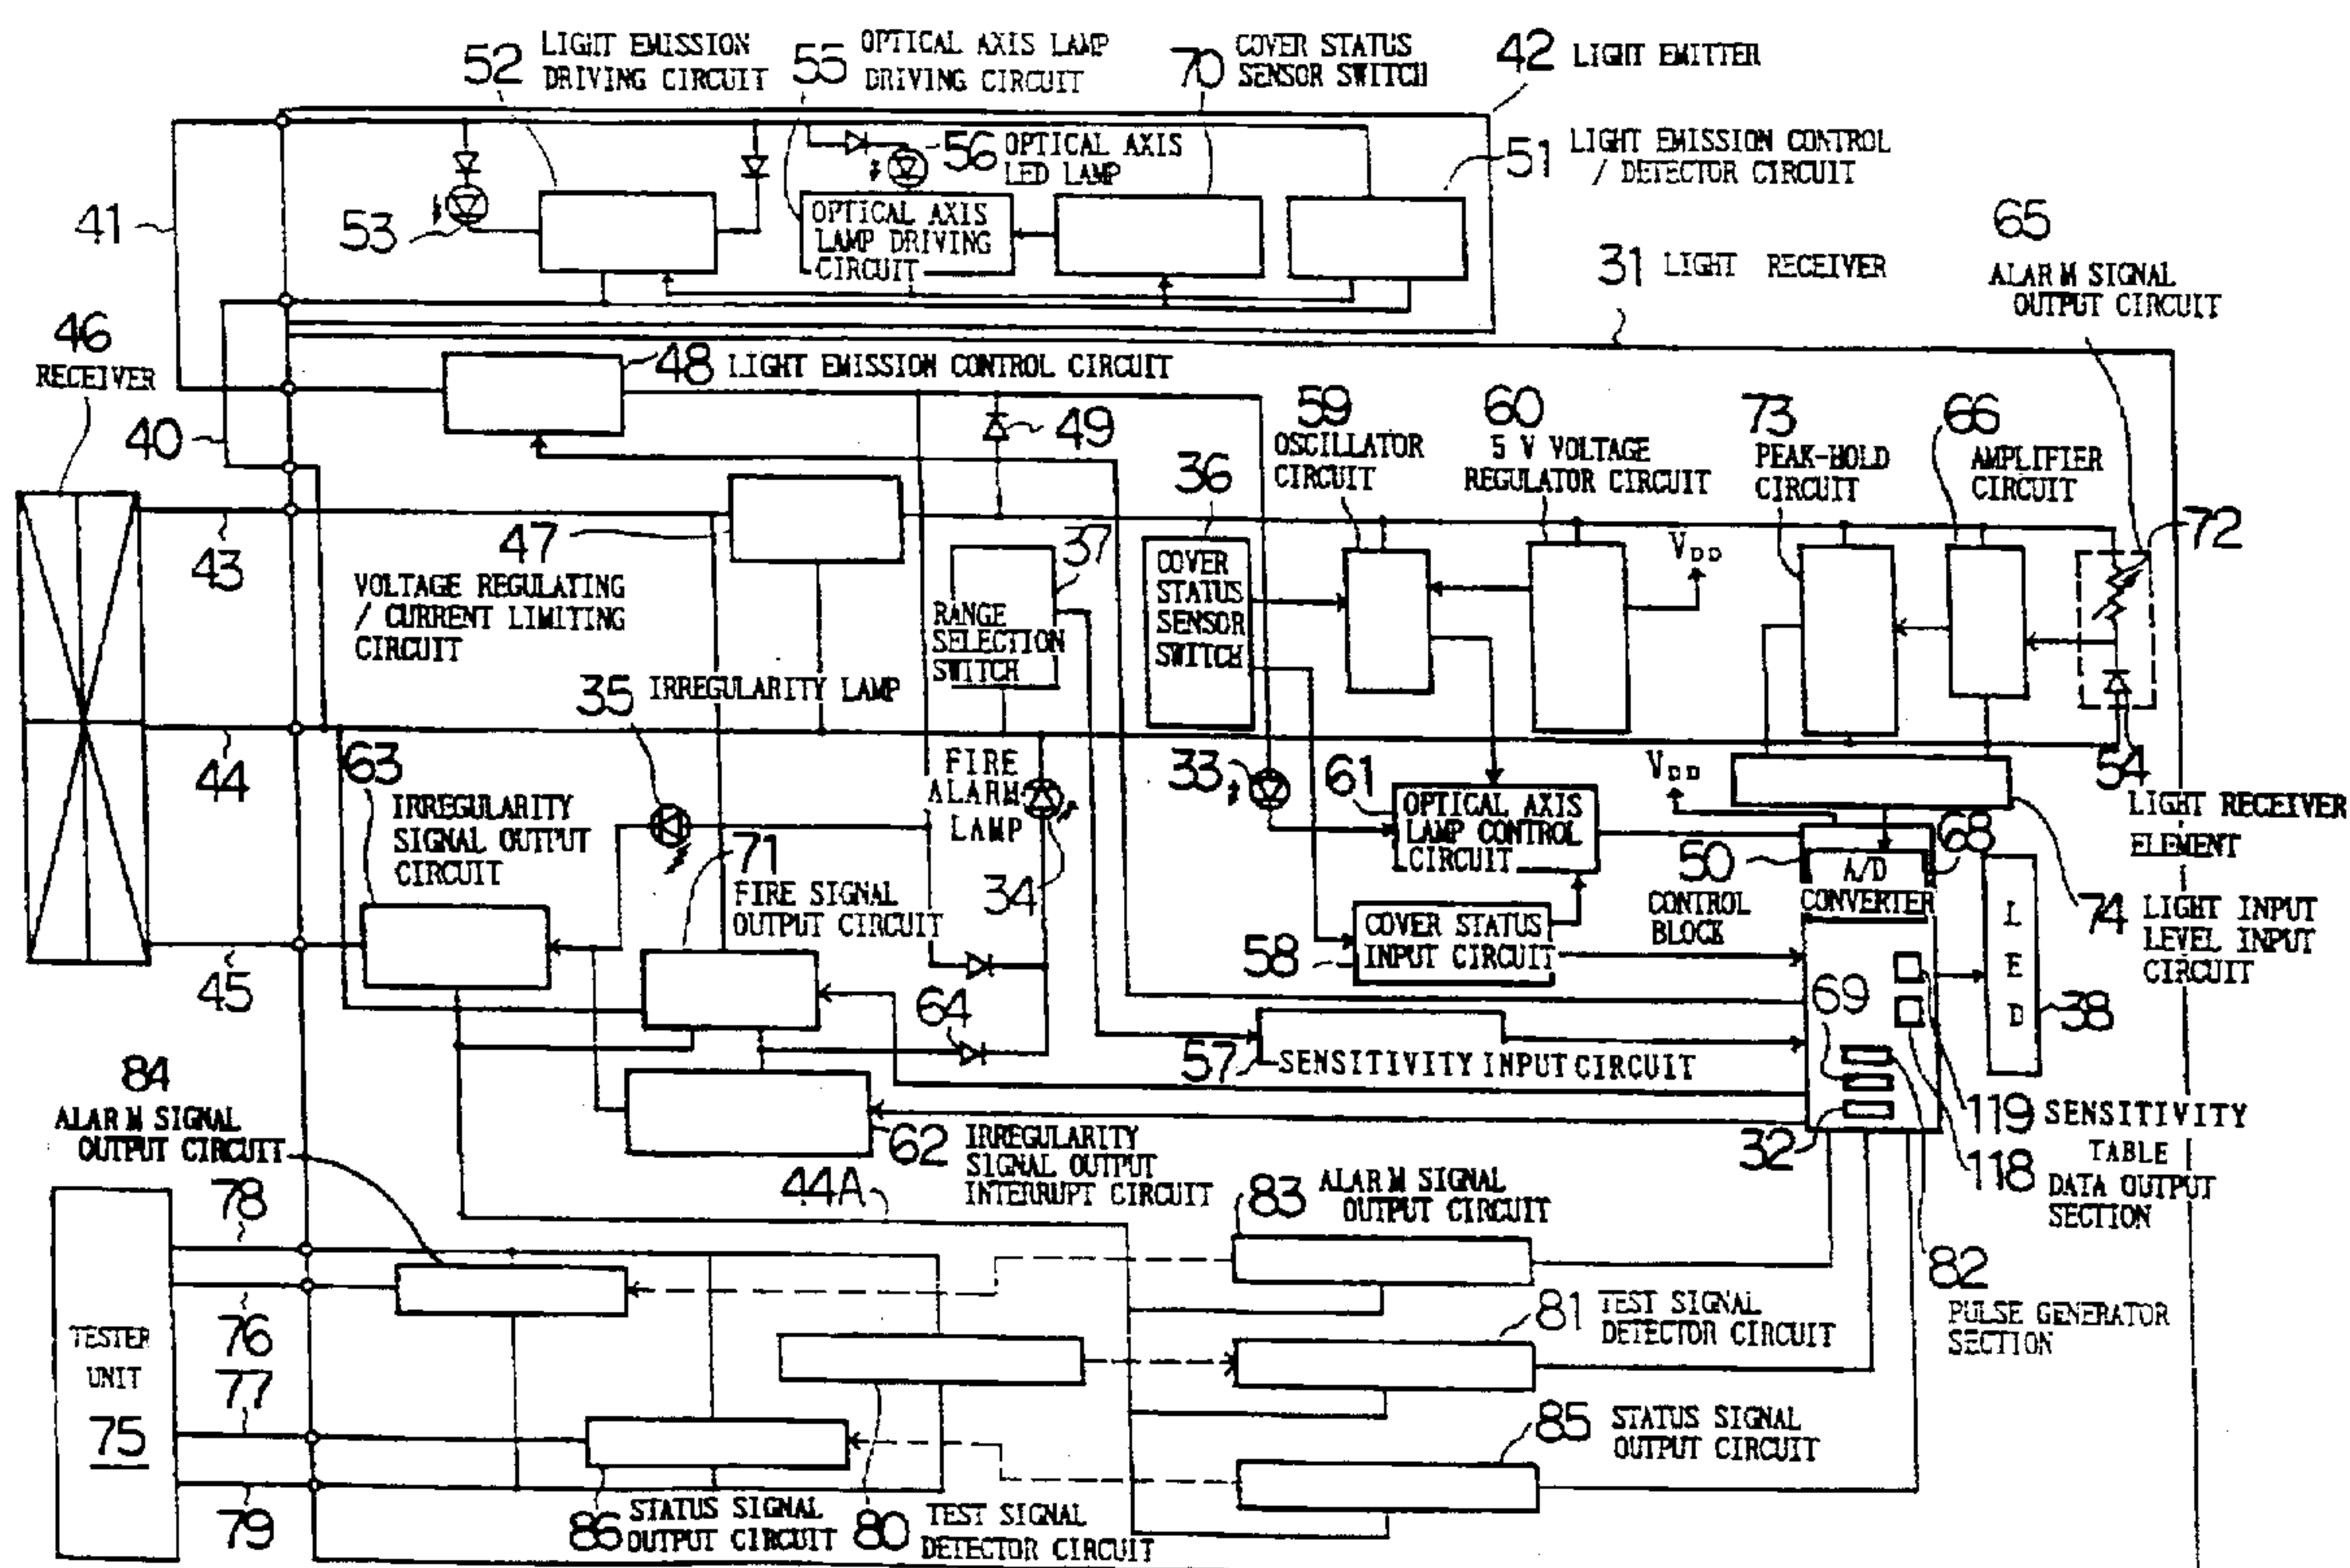 52 LIGHT EMISSION
DRIVING CIRCUIT
55 OPTICAL AXIS LAMP
DRIVING CIRCUIT
70 COVER STATUS
SENSOR SWITCH
42 LIGHT EMITTER
56 OPTICAL AXIS
LED LAMP
51 LIGHT EMISSION CONTROL
/ DETECTOR CIRCUIT
41
53
OPTICAL AXIS
LAMP DRIVING
CIRCUIT
31 LIGHT RECEIVER
65
ALARM SIGNAL
OUTPUT CIRCUIT
46
RECEIVER
48 LIGHT EMISSION CONTROL CIRCUIT
40
49
59
OSCILLATOR
CIRCUIT
60
5 V VOLTAGE
REGULATOR CIRCUIT
73
PEAK-HOLD
CIRCUIT
66
AMPLIFIER
CIRCUIT
36
43
47
VOLTAGE REGULATING
/ CURRENT LIMITING
CIRCUIT
37
RANGE
SELECTION
SWITCH
COVER
STATUS
SENSOR
SWITCH
VDD
72
35 IRREGULARITY LAMP
44
63
IRREGULARITY
SIGNAL OUTPUT
CIRCUIT
FIRE
ALARM
LAMP
34
33
61
OPTICAL AXIS
LAMP CONTROL
CIRCUIT
VDD
54
LIGHT RECEIVER
ELEMENT
71
FIRE SIGNAL
OUTPUT CIRCUIT
50
CONTROL
BLOCK
68
A/D
CONVERTER
74 LIGHT INPUT
LEVEL INPUT
CIRCUIT
45
58
COVER STATUS
INPUT CIRCUIT
LED
38
64
69
57 SENSITIVITY INPUT CIRCUIT
84
ALARM SIGNAL
OUTPUT CIRCUIT
62 IRREGULARITY
SIGNAL OUTPUT
INTERRUPT CIRCUIT
32
119 SENSITIVITY
TABLE
118 DATA OUTPUT
SECTION
78
44A
83 ALARM SIGNAL
OUTPUT CIRCUIT
82
PULSE GENERATOR
SECTION
76
TESTER
UNIT
75
81 TEST SIGNAL
DETECTOR CIRCUIT
77
85 STATUS SIGNAL
OUTPUT CIRCUIT
79
86 STATUS SIGNAL
OUTPUT CIRCUIT
80 TEST SIGNAL
DETECTOR CIRCUIT